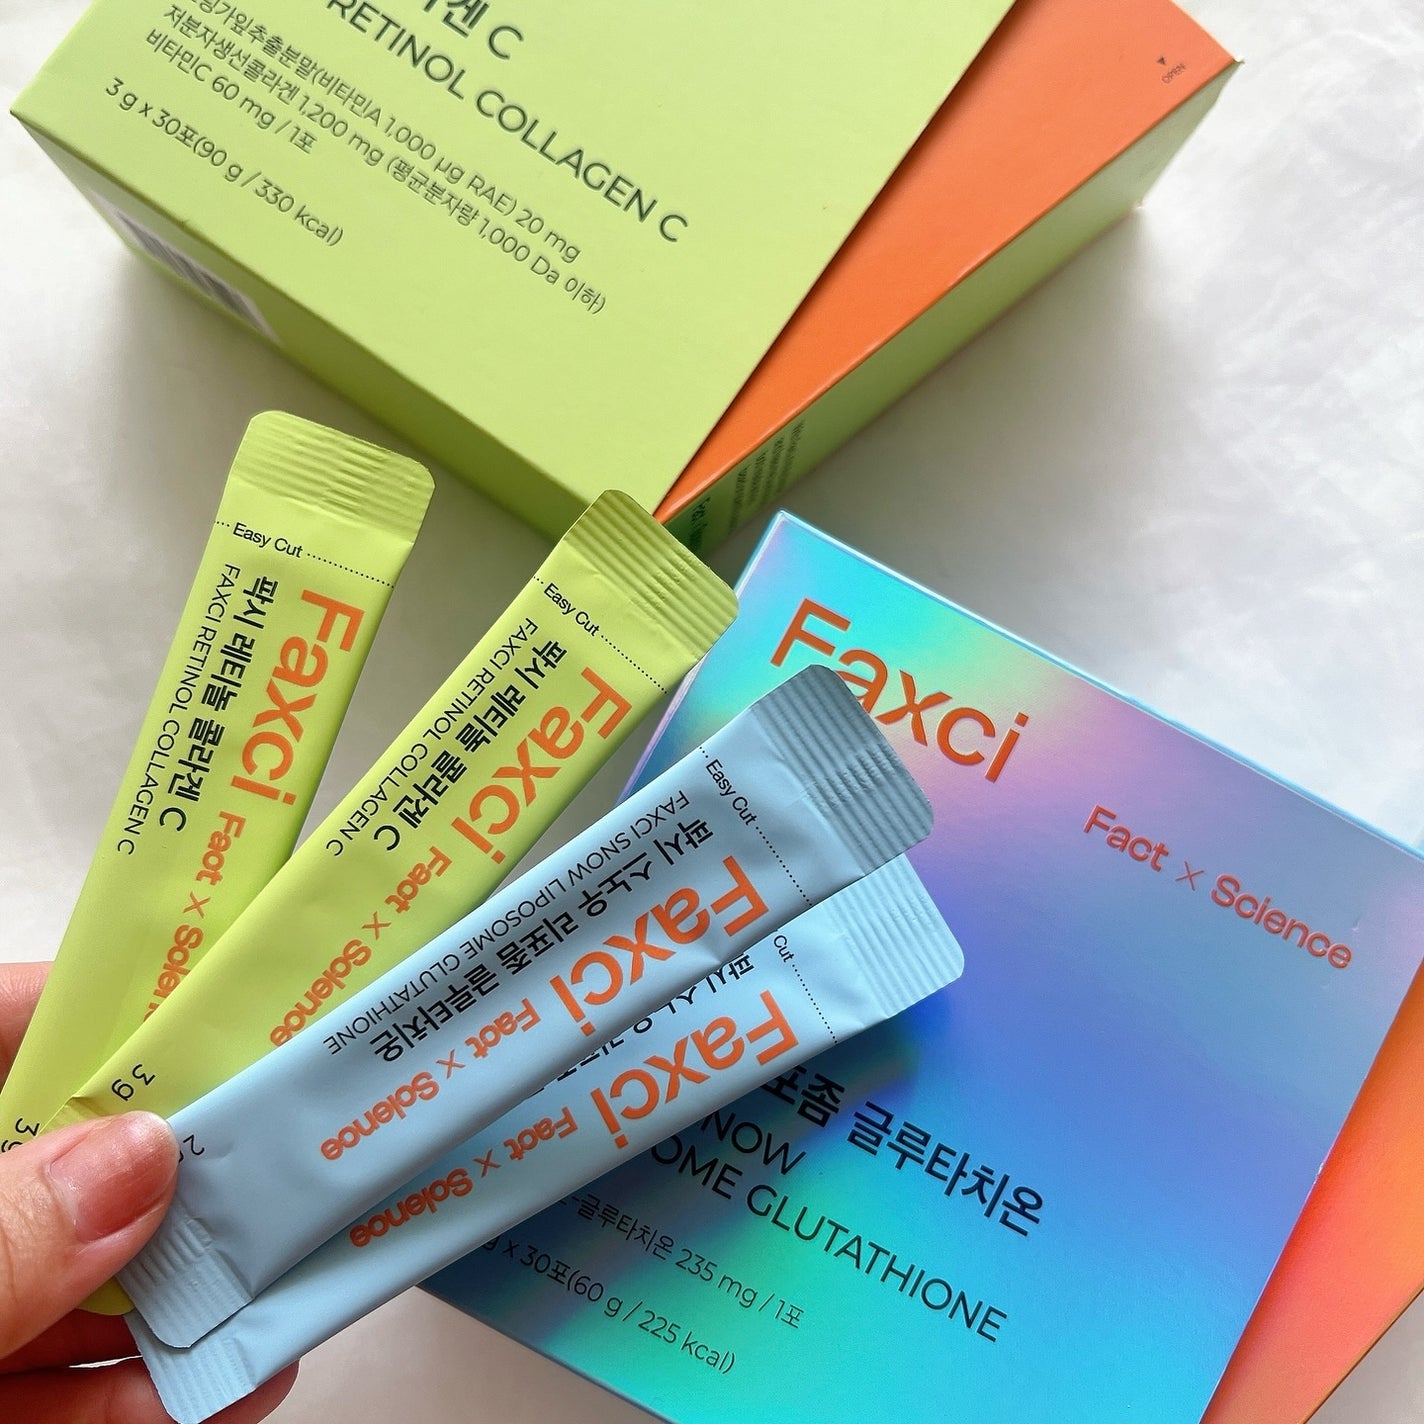 C
RETINOL COLLAGEN C
추출분말(비타민A 1,000 μg RAE) 20 mg
저분자생선콜라겐 1,200 mg (평균분자량 1,000 Da 이하)
비타민C 60 mg / 1포
3 g x 30포(90 g / 330 kcal)
OPEN
Easy Cut
Faxci Fact x Science
팍시 레티놀 콜라겐 C
FAXCI RETINOL COLLAGEN C
3 g
Easy Cut
Faxci Fact x Science
팍시 레티놀 콜라겐 C
FAXCI RETINOL COLLAGEN C
3 g
Easy Cut
팍시 스노우 리포좀 글루타치온
FAXCI SNOW LIPOSOME GLUTATHIONE
Faxci Fact x Science
Cut
Faxci Fact x Science
Faxci
Fact x Science
포좀 글루타치온
NOW
OME GLUTATHIONE
글루타치온 235 mg / 1포
g x 30포(60 g / 225 kcal)